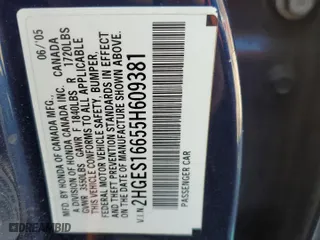 MFD. BY HONDA OF CANADA MFG., 06/05
A DIVISION OF HONDA CANADA INC. CANADA
GVWR 3550LBS GAWR F 1840LBS R 1720LBS
THIS VEHICLE CONFORMS TO ALL APPLICABLE
FEDERAL MOTOR VEHICLE SAFETY, BUMPER,
AND THEFT PREVENTION STANDARDS IN EFFECT
ON THE DATE OF MANUFACTURE SHOWN ABOVE.
V.I.N. 2HGES16655H609381
PASSENGER CAR
DREAMBID